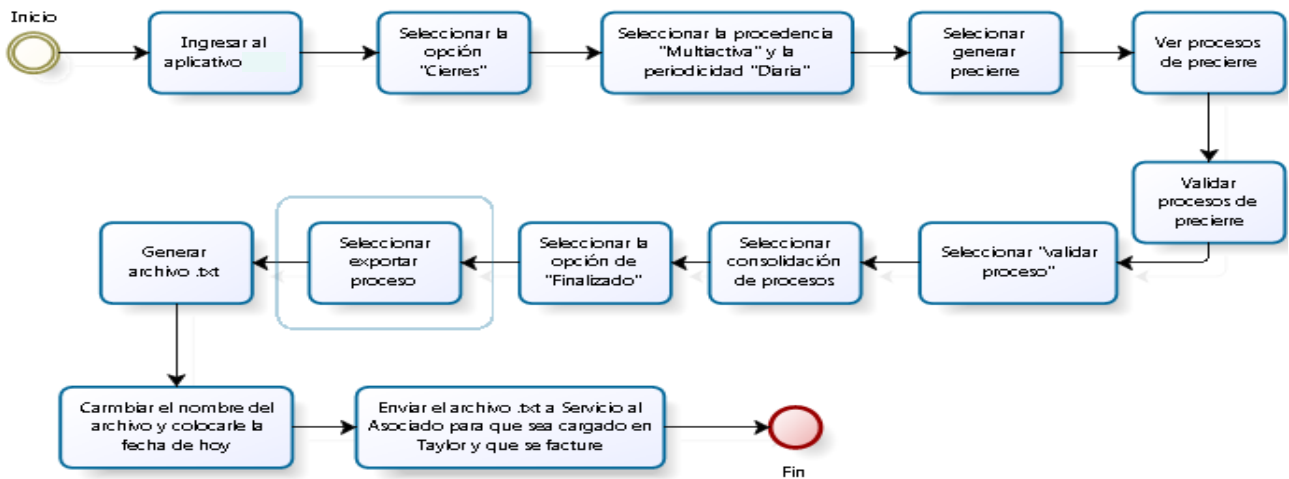 Inicio
Ingresar al
aplicativo
Seleccionar la
opción
"Cierres"
Seleccionar la procedencia
"Multiactiva" y la
periodicidad "Diaria"
Selecionar
generar
precierre
Ver procesos
de precierre
Validar
procesos de
precierre
Seleccionar "validar
proceso"
Seleccionar
consolidación
de procesos
Seleccionar la
opción de
"Finalizado"
Seleccionar
exportar
proceso
Generar
archivo .txt
Carmbiar el nombre del
archivo y colocarle la
fecha de hoy
Enviar el archivo .txt a Servicio al
Asociado para que sea cargado en
Taylor y que se facture
Fin